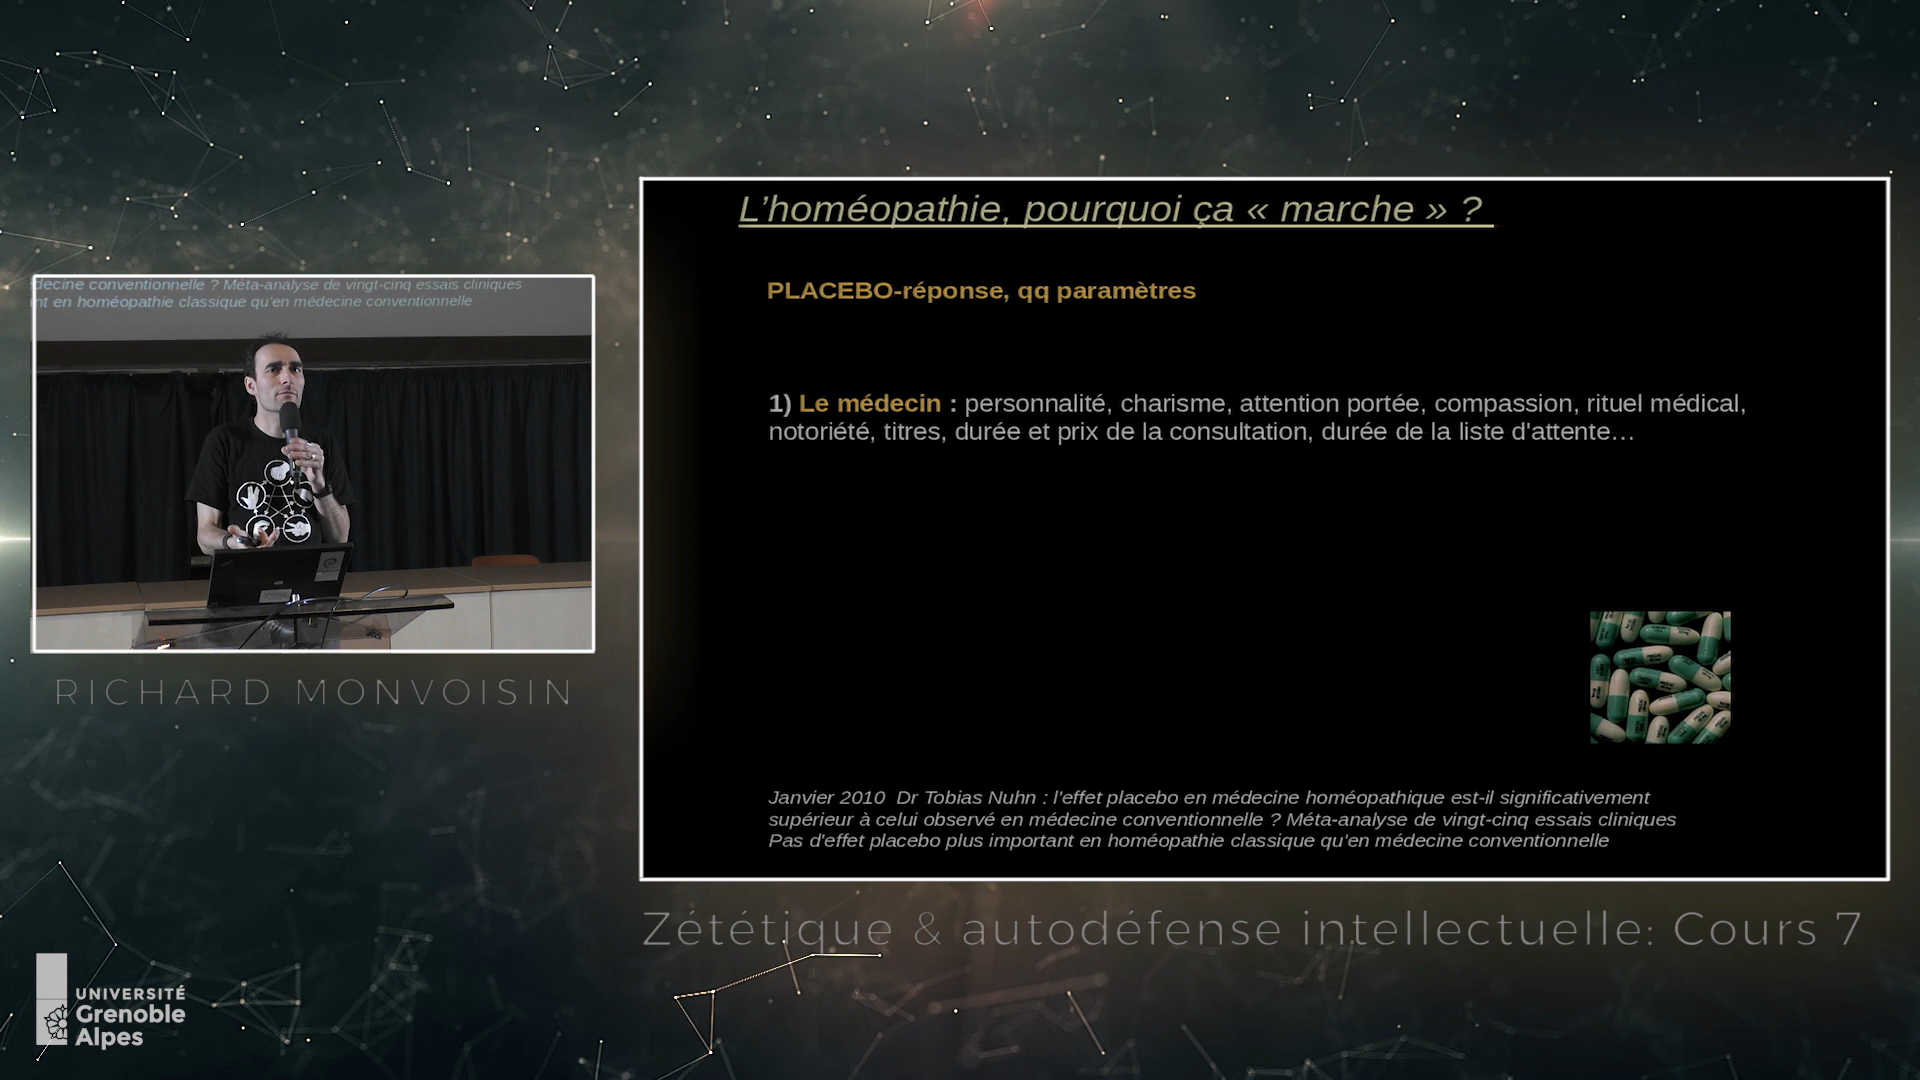 L'homéopathie, pourquoi ça « marche » ?
PLACEBO-réponse, qq paramètres
1) Le médecin : personnalité, charisme, attention portée, compassion, rituel médical,
notoriété, titres, durée et prix de la consultation, durée de la liste d'attente…
Janvier 2010 Dr Tobias Nuhn : l'effet placebo en médecine homéopathique est-il significativement
supérieur à celui observé en médecine conventionnelle ? Méta-analyse de vingt-cinq essais cliniques
Pas d'effet placebo plus important en homéopathie classique qu'en médecine conventionnelle
decine conventionnelle ? Méta-analyse de vingt-cinq essais cliniques
nt en homéopathie classique qu'en médecine conventionnelle
RICHARD MONVOISIN
Zététique & autodéfense intellectuelle: Cours 7
UNIVERSITÉ
Grenoble
Alpes